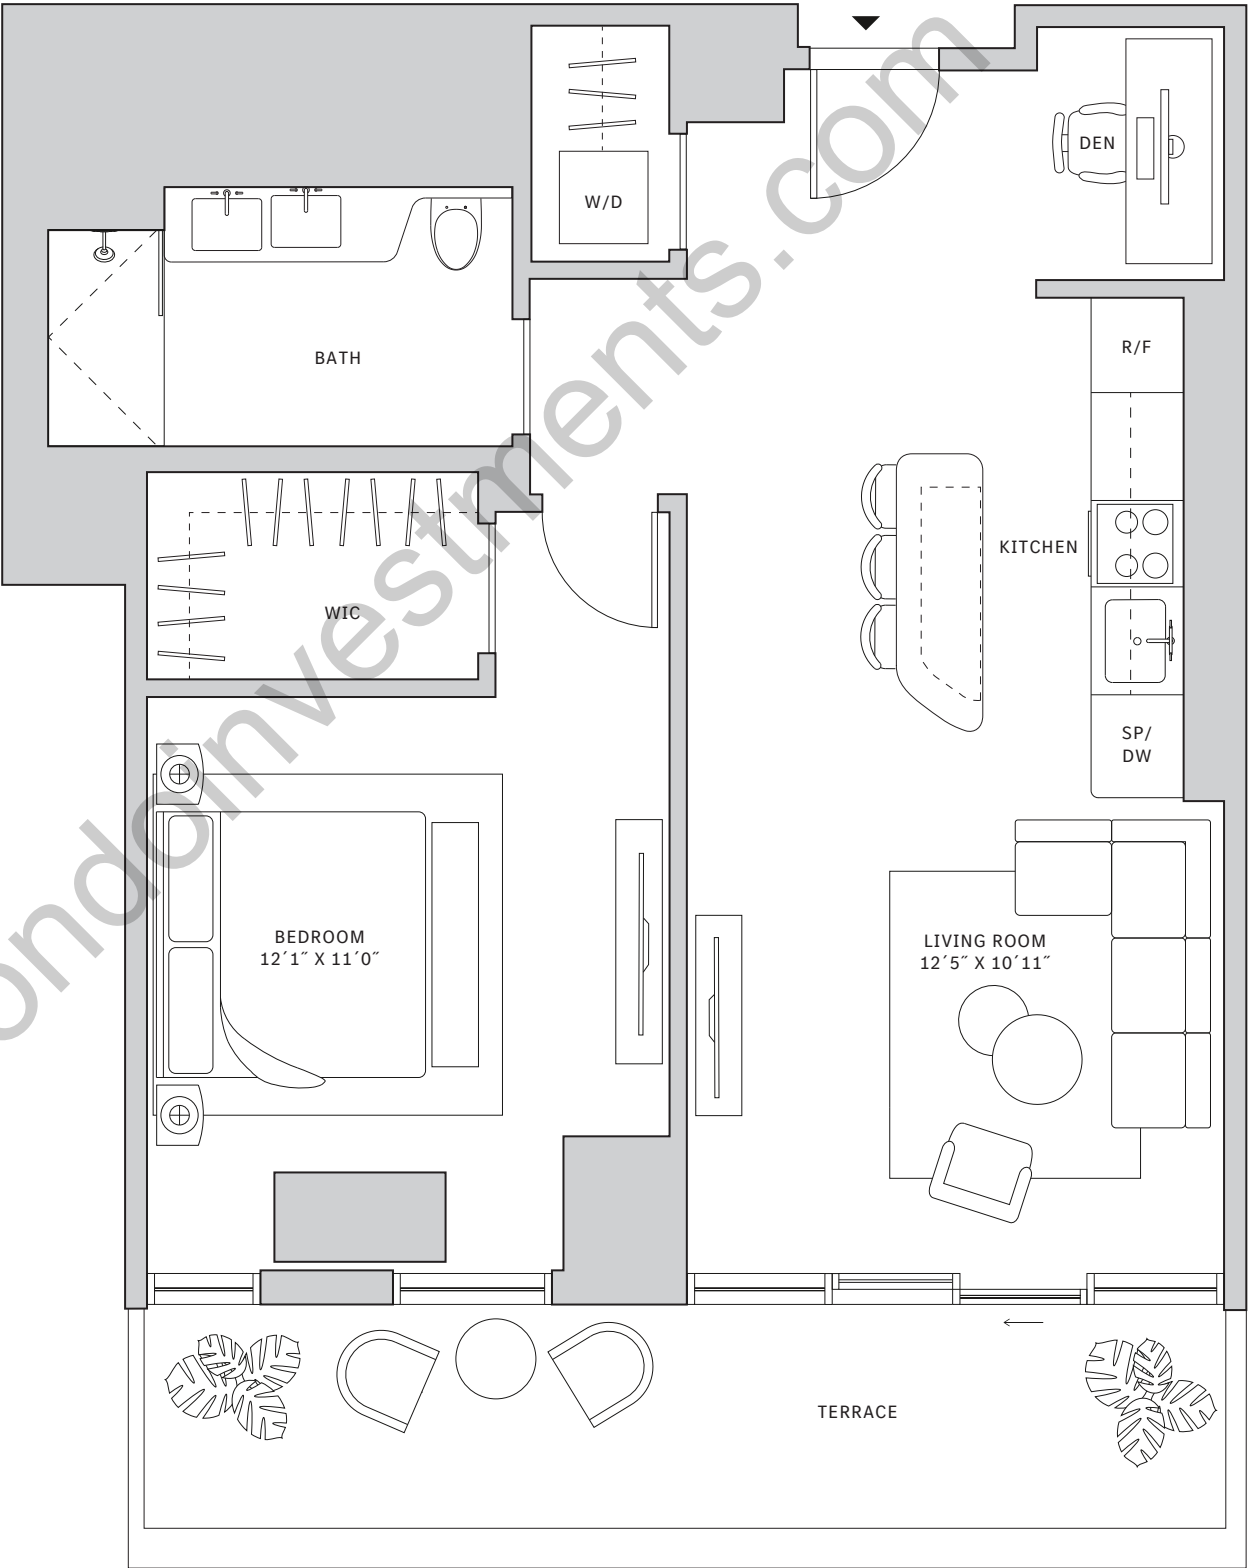 DEN
W/D
R/F
BATH
KITCHEN
WIC
SP/
DW
BEDROOM
12´1˝ X 11´0˝
LIVING ROOM
12´5˝ X 10´11˝
TERRACE
ondoinvestments.com